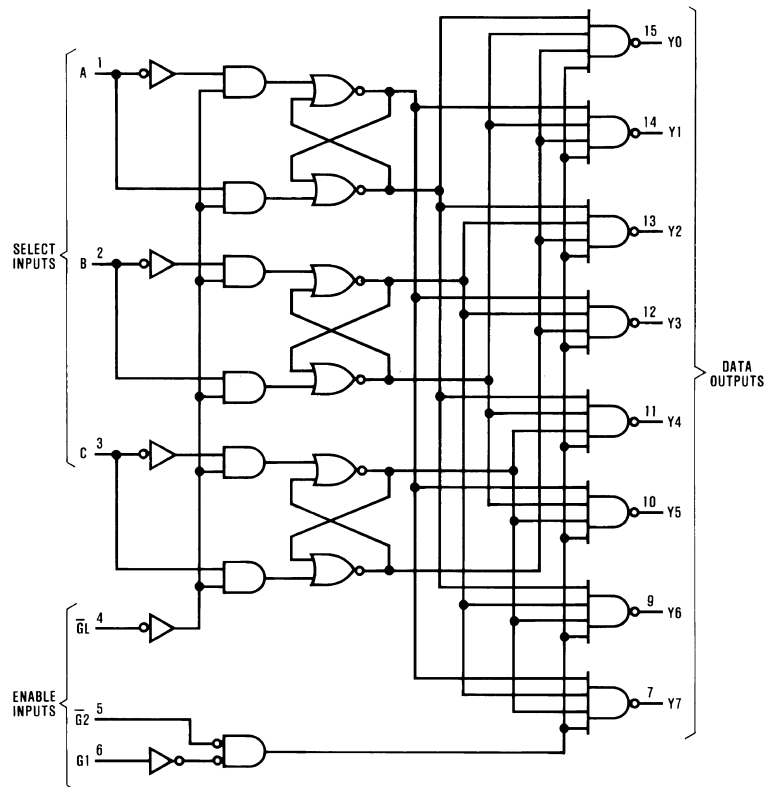 SELECT
INPUTS
A 1
B 2
C 3
ENABLE
INPUTS
G̅L̅ 4
G̅2̅ 5
G1 6
15 Y0
14 Y1
13 Y2
12 Y3
11 Y4
10 Y5
9 Y6
7 Y7
DATA
OUTPUTS